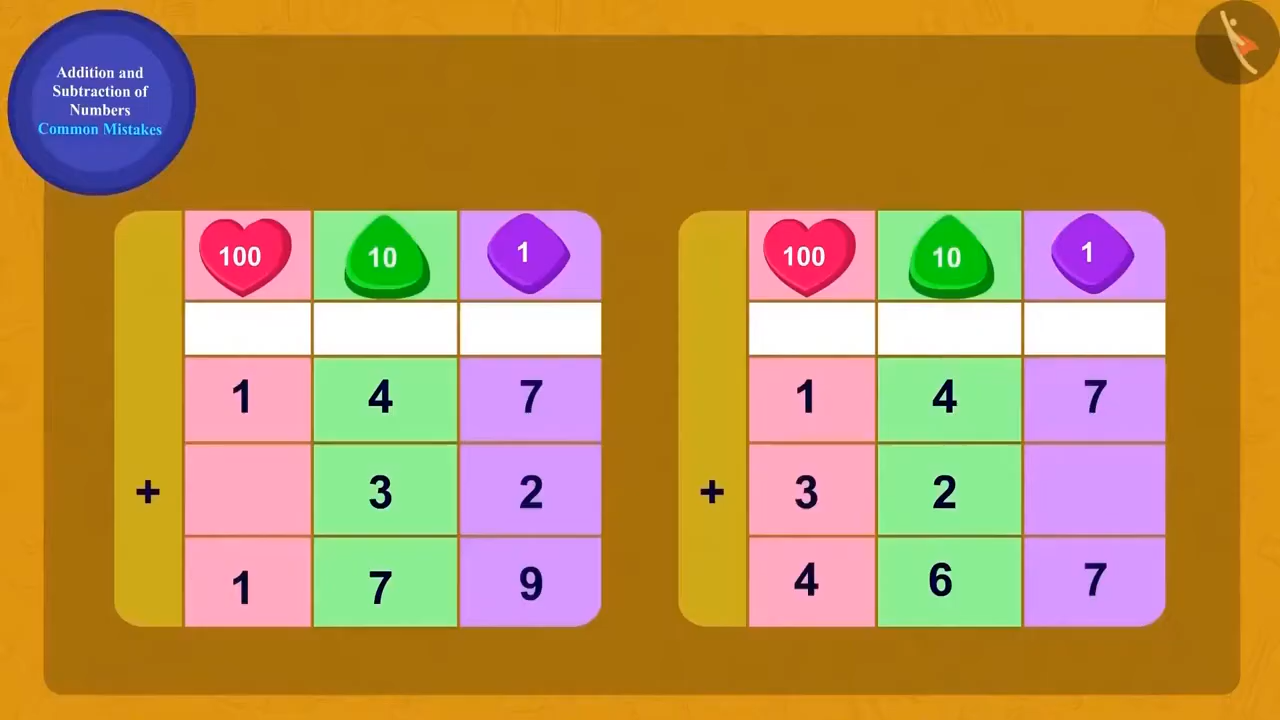 Addition and
Subtraction of
Numbers
Common Mistakes
100 10 1
1 4 7
+ 3 2
1 7 9
100 10 1
1 4 7
+ 3 2
4 6 7